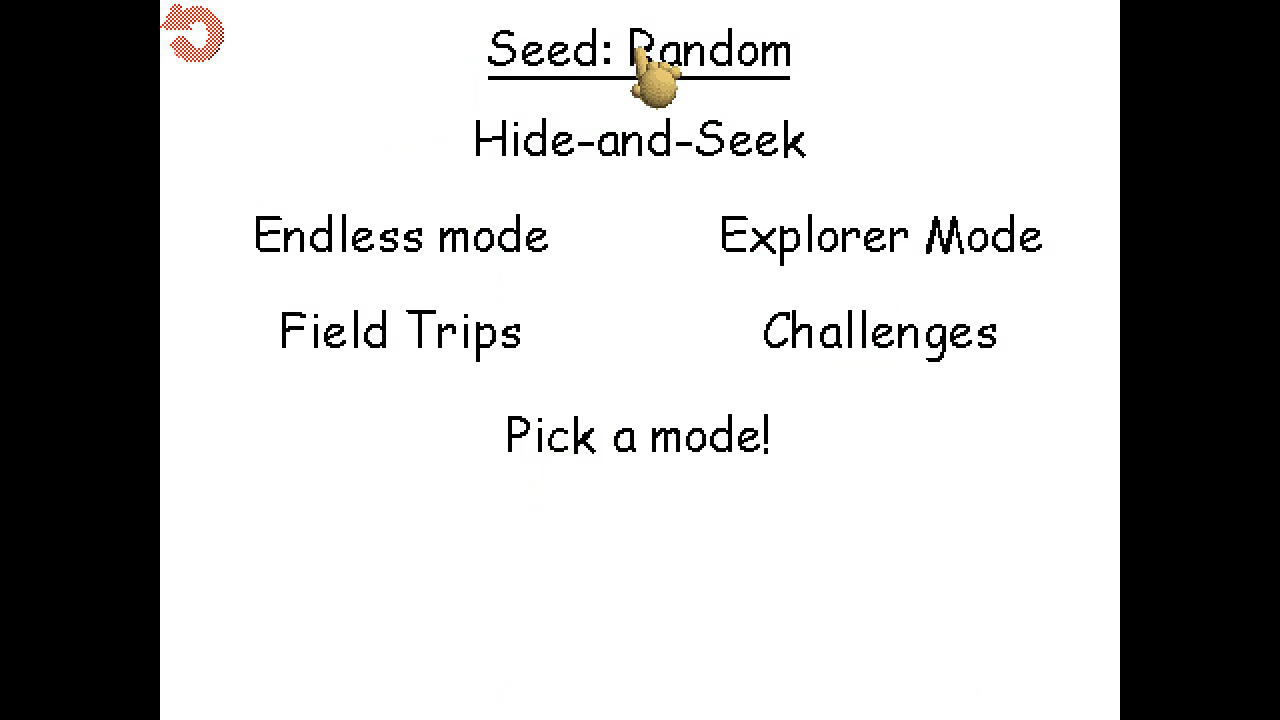 Seed: Random
Hide-and-Seek
Endless mode
Explorer Mode
Field Trips
Challenges
Pick a mode!